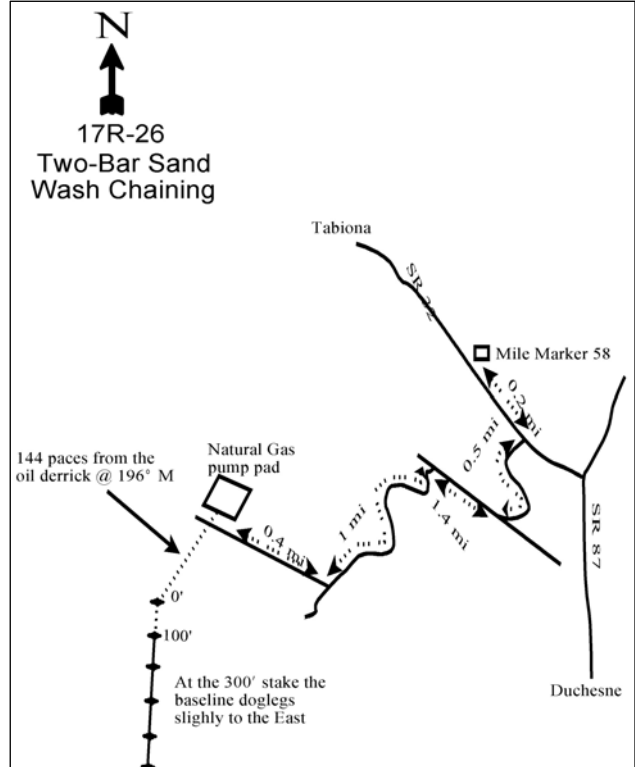 N
17R-26
Two-Bar Sand
Wash Chaining
Tabiona
SR 32
Mile Marker 58
0.2 mi
0.5 mi
144 paces from the
oil derrick @ 196° M
Natural Gas
pump pad
0.4 mi
1 mi
1.4 mi
SR 87
0'
100'
At the 300' stake the
baseline doglegs
slighly to the East
Duchesne